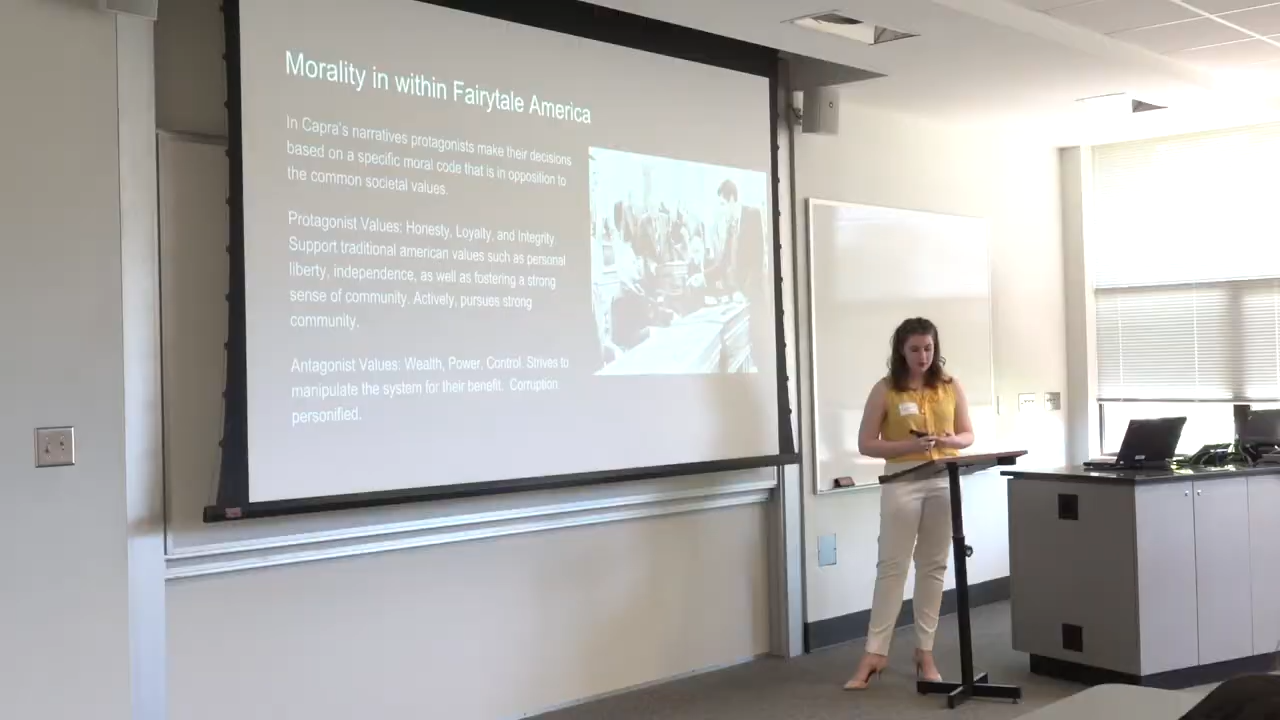 Morality in within Fairytale America
In Capra's narratives protagonists make their decisions
based on a specific moral code that is in opposition to
the common societal values.
Protagonist Values: Honesty, Loyalty, and Integrity.
Support traditional american values such as personal
liberty, independence, as well as fostering a strong
sense of community. Actively, pursues strong
community.
Antagonist Values: Wealth, Power, Control. Strives to
manipulate the system for their benefit. Corruption
personified.